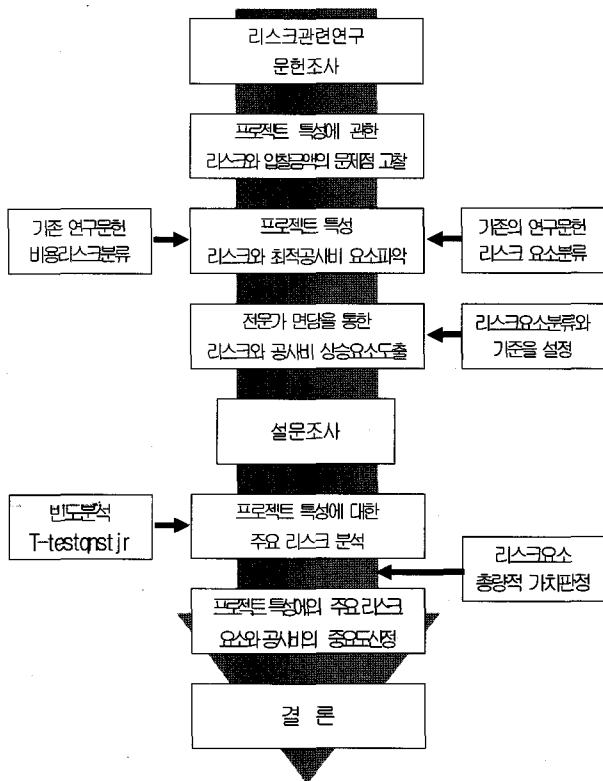 리스크관련연구
문헌조사
프로젝트 특성에 관한
리스크와 입찰금액의 문제점 고찰
기존 연구문헌
비용리스크분류
프로젝트 특성
리스크와 최적공사비 요소파악
기존의 연구문헌
리스크 요소분류
전문가 면담을 통한
리스크와 공사비 상승요소도출
리스크요소분류와
기준을 설정
설문조사
빈도분석
T-testqnstjr
프로젝트 특성에 대한
주요 리스크 분석
리스크요소
총량적 가치판정
프로젝트 특성에의 주요 리스크
요소와 공사비의 중요도산정
결 론